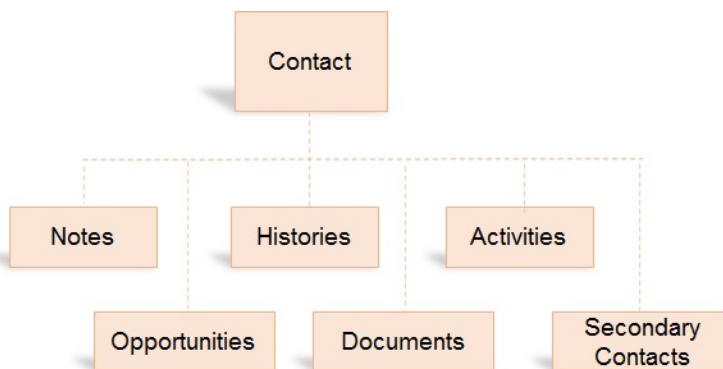 Contact
Notes
Histories
Activities
Opportunities
Documents
Secondary
Contacts